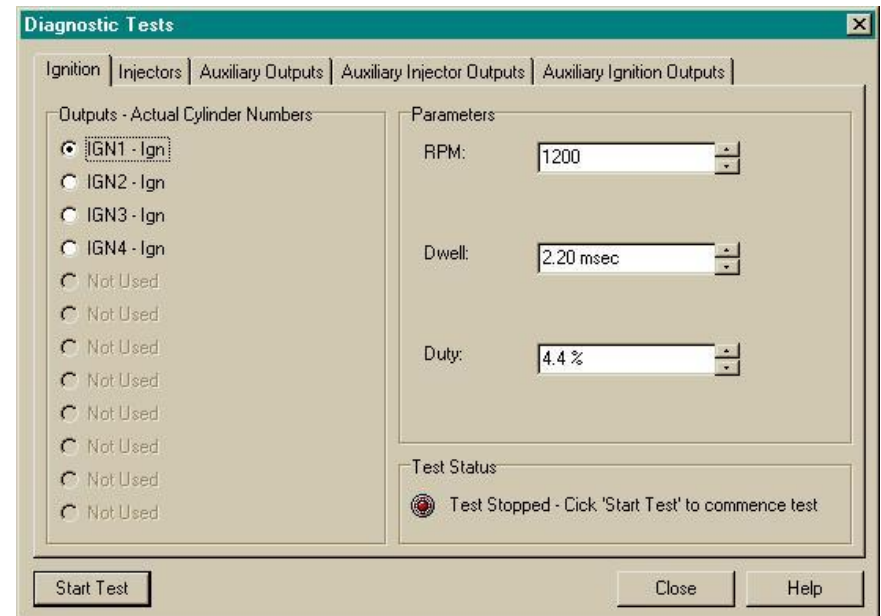 Diagnostic Tests
Ignition
Injectors
Auxiliary Outputs
Auxiliary Injector Outputs
Auxiliary Ignition Outputs
Outputs - Actual Cylinder Numbers
IGN1 - Ign
IGN2 - Ign
IGN3 - Ign
IGN4 - Ign
Not Used
Not Used
Not Used
Not Used
Not Used
Not Used
Not Used
Not Used
Parameters
RPM:
1200
Dwell:
2.20 msec
Duty:
4.4 %
Test Status
Test Stopped - Cick 'Start Test' to commence test
Start Test
Close
Help